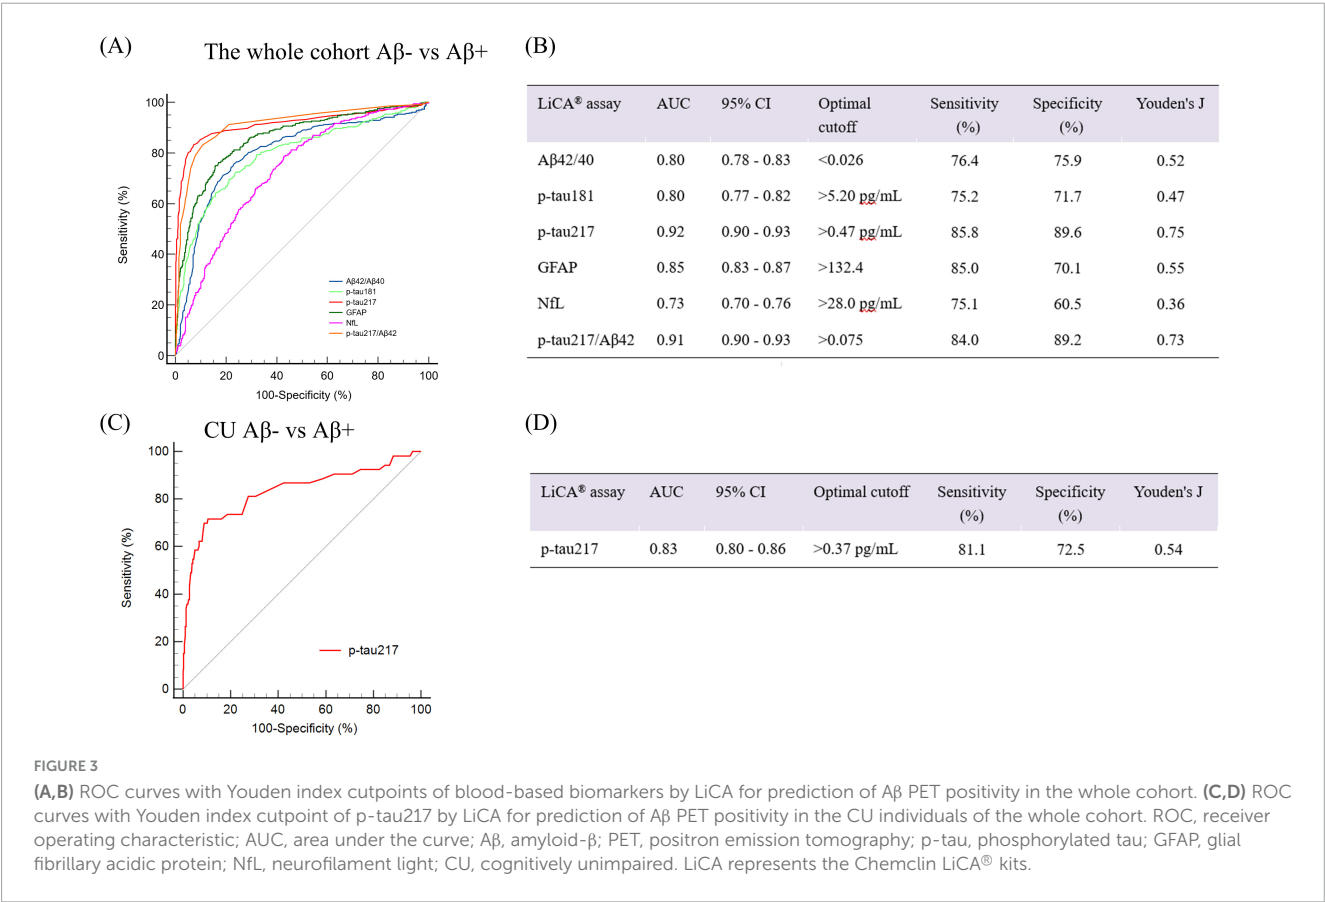 (A)
The whole cohort Aβ- vs Aβ+
100
80
60
40
20
0
Sensitivity (%)
Aβ42/Aβ40
p-tau181
p-tau217
GFAP
NfL
p-tau217/Aβ42
0 20 40 60 80 100
100-Specificity (%)
(B)
LiCA® assay AUC 95% CI Optimal cutoff Sensitivity (%) Specificity (%) Youden's J
Aβ42/40 0.80 0.78 - 0.83 <0.026 76.4 75.9 0.52
p-tau181 0.80 0.77 - 0.82 >5.20 pg/mL 75.2 71.7 0.47
p-tau217 0.92 0.90 - 0.93 >0.47 pg/mL 85.8 89.6 0.75
GFAP 0.85 0.83 - 0.87 >132.4 85.0 70.1 0.55
NfL 0.73 0.70 - 0.76 >28.0 pg/mL 75.1 60.5 0.36
p-tau217/Aβ42 0.91 0.90 - 0.93 >0.075 84.0 89.2 0.73
(C)
CU Aβ- vs Aβ+
100
80
60
40
20
0
Sensitivity (%)
p-tau217
0 20 40 60 80 100
100-Specificity (%)
(D)
LiCA® assay AUC 95% CI Optimal cutoff Sensitivity (%) Specificity (%) Youden's J
p-tau217 0.83 0.80 - 0.86 >0.37 pg/mL 81.1 72.5 0.54
FIGURE 3
(A,B) ROC curves with Youden index cutpoints of blood-based biomarkers by LiCA for prediction of Aβ PET positivity in the whole cohort. (C,D) ROC
curves with Youden index cutpoint of p-tau217 by LiCA for prediction of Aβ PET positivity in the CU individuals of the whole cohort. ROC, receiver
operating characteristic; AUC, area under the curve; Aβ, amyloid-β; PET, positron emission tomography; p-tau, phosphorylated tau; GFAP, glial
fibrillary acidic protein; NfL, neurofilament light; CU, cognitively unimpaired. LiCA represents the Chemclin LiCA® kits.